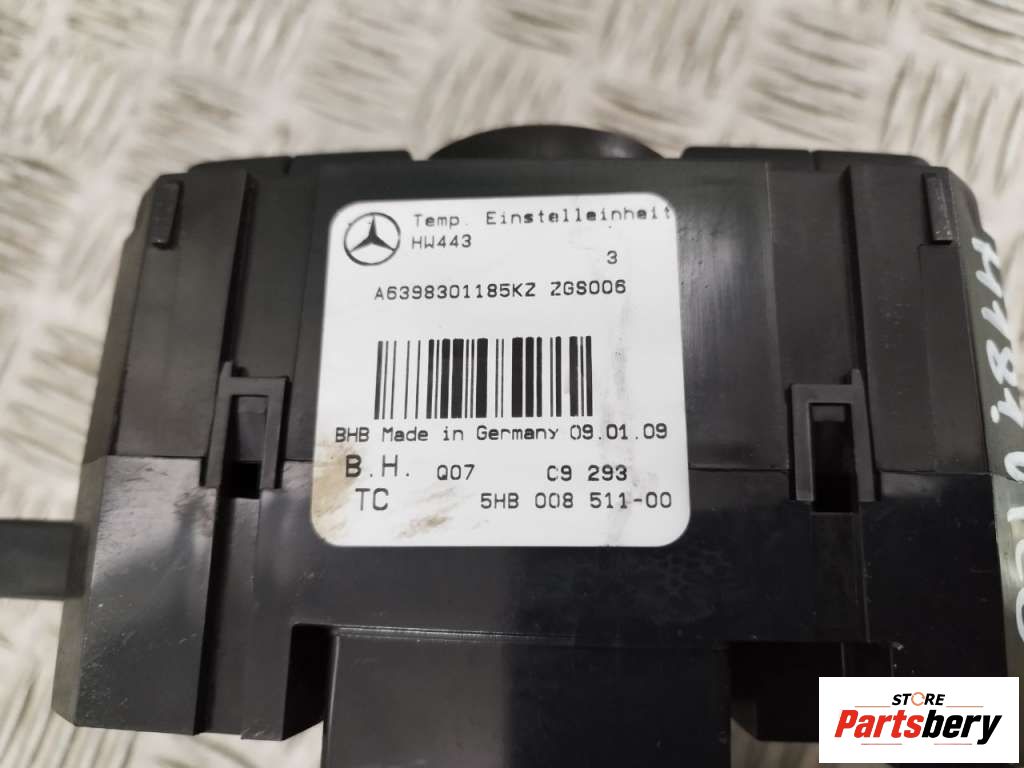 Temp. Einstelleinheit
HW443
3
A6398301185KZ ZGS006
BHB Made in Germany 09.01.09
B.H. Q07 C9 293
TC 5HB 008 511-00
STORE
Partsbery